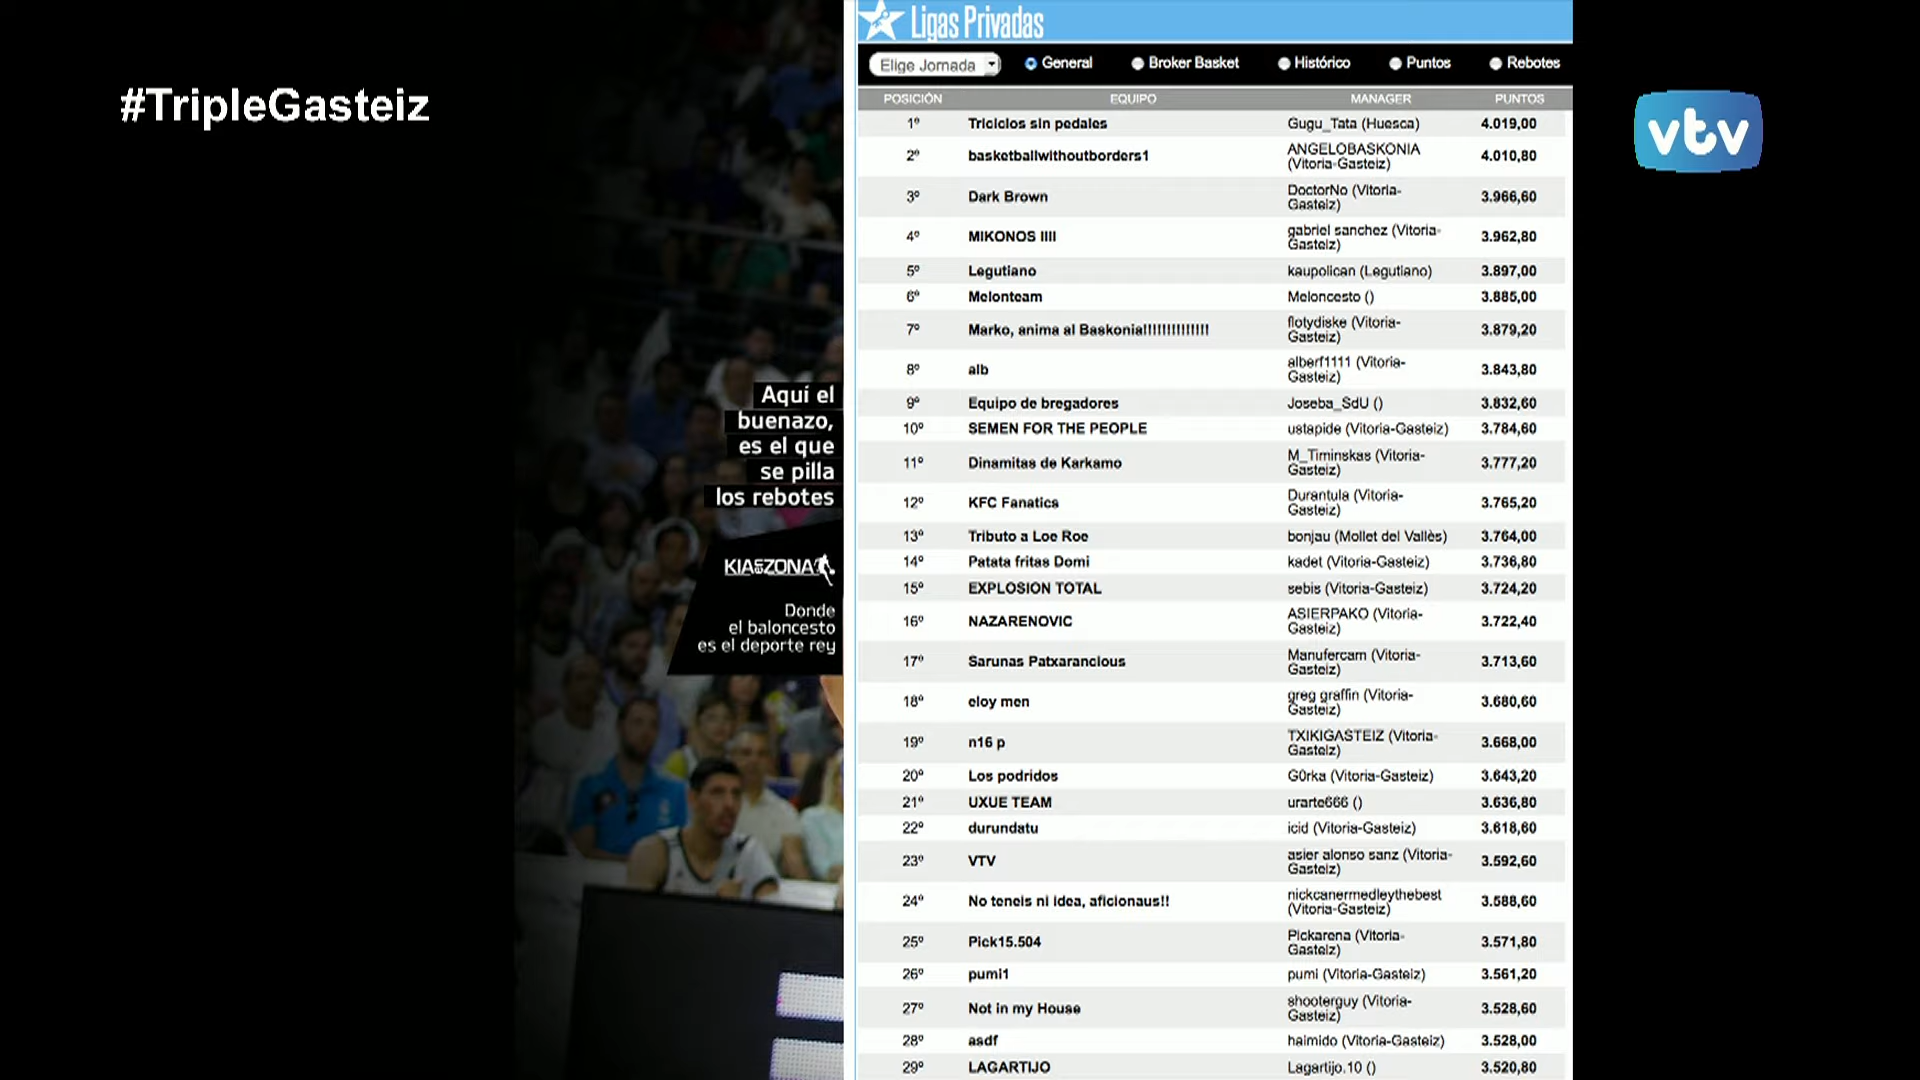 #TripleGasteiz
vtv
Aquí el
buenazo,
es el que
se pilla
los rebotes
KIA en ZONA
Donde
el baloncesto
es el deporte rey
Ligas Privadas
Elige Jornada General Broker Basket Histórico Puntos Rebotes
POSICIÓN EQUIPO MANAGER PUNTOS
1º Triciclos sin pedales Gugu_Tata (Huesca) 4.019,00
2º basketballwithoutborders1 ANGELOBASKONIA
(Vitoria-Gasteiz) 4.010,80
3º Dark Brown DoctorNo (Vitoria-
Gasteiz) 3.966,60
4º MIKONOS IIII gabriel sanchez (Vitoria-
Gasteiz) 3.962,80
5º Legutiano kaupolican (Legutiano) 3.897,00
6º Melonteam Meloncesto () 3.885,00
7º Marko, anima al Baskonia!!!!!!!!!!!!!! flotydiske (Vitoria-
Gasteiz) 3.879,20
8º alb alberf1111 (Vitoria-
Gasteiz) 3.843,80
9º Equipo de bregadores Joseba_SdU () 3.832,60
10º SEMEN FOR THE PEOPLE ustapide (Vitoria-Gasteiz) 3.784,60
11º Dinamitas de Karkamo M_Timinskas (Vitoria-
Gasteiz) 3.777,20
12º KFC Fanatics Durantula (Vitoria-
Gasteiz) 3.765,20
13º Tributo a Loe Roe bonjau (Mollet del Vallès) 3.764,00
14º Patata fritas Domi kadet (Vitoria-Gasteiz) 3.736,80
15º EXPLOSION TOTAL sebis (Vitoria-Gasteiz) 3.724,20
16º NAZARENOVIC ASIERPAKO (Vitoria-
Gasteiz) 3.722,40
17º Sarunas Patxarancious Manufercam (Vitoria-
Gasteiz) 3.713,60
18º eloy men greg graffin (Vitoria-
Gasteiz) 3.680,60
19º n16 p TXIKIGASTEIZ (Vitoria-
Gasteiz) 3.668,00
20º Los podridos G0rka (Vitoria-Gasteiz) 3.643,20
21º UXUE TEAM urarte666 () 3.636,80
22º durundatu icid (Vitoria-Gasteiz) 3.618,60
23º VTV asier alonso sanz (Vitoria-
Gasteiz) 3.592,60
24º No teneis ni idea, aficionaus!! nickcanermedleythebest
(Vitoria-Gasteiz) 3.588,60
25º Pick15.504 Pickarena (Vitoria-
Gasteiz) 3.571,80
26º pumi1 pumi (Vitoria-Gasteiz) 3.561,20
27º Not in my House shooterguy (Vitoria-
Gasteiz) 3.528,60
28º asdf haimido (Vitoria-Gasteiz) 3.528,00
29º LAGARTIJO Lagartijo.10 () 3.520,80